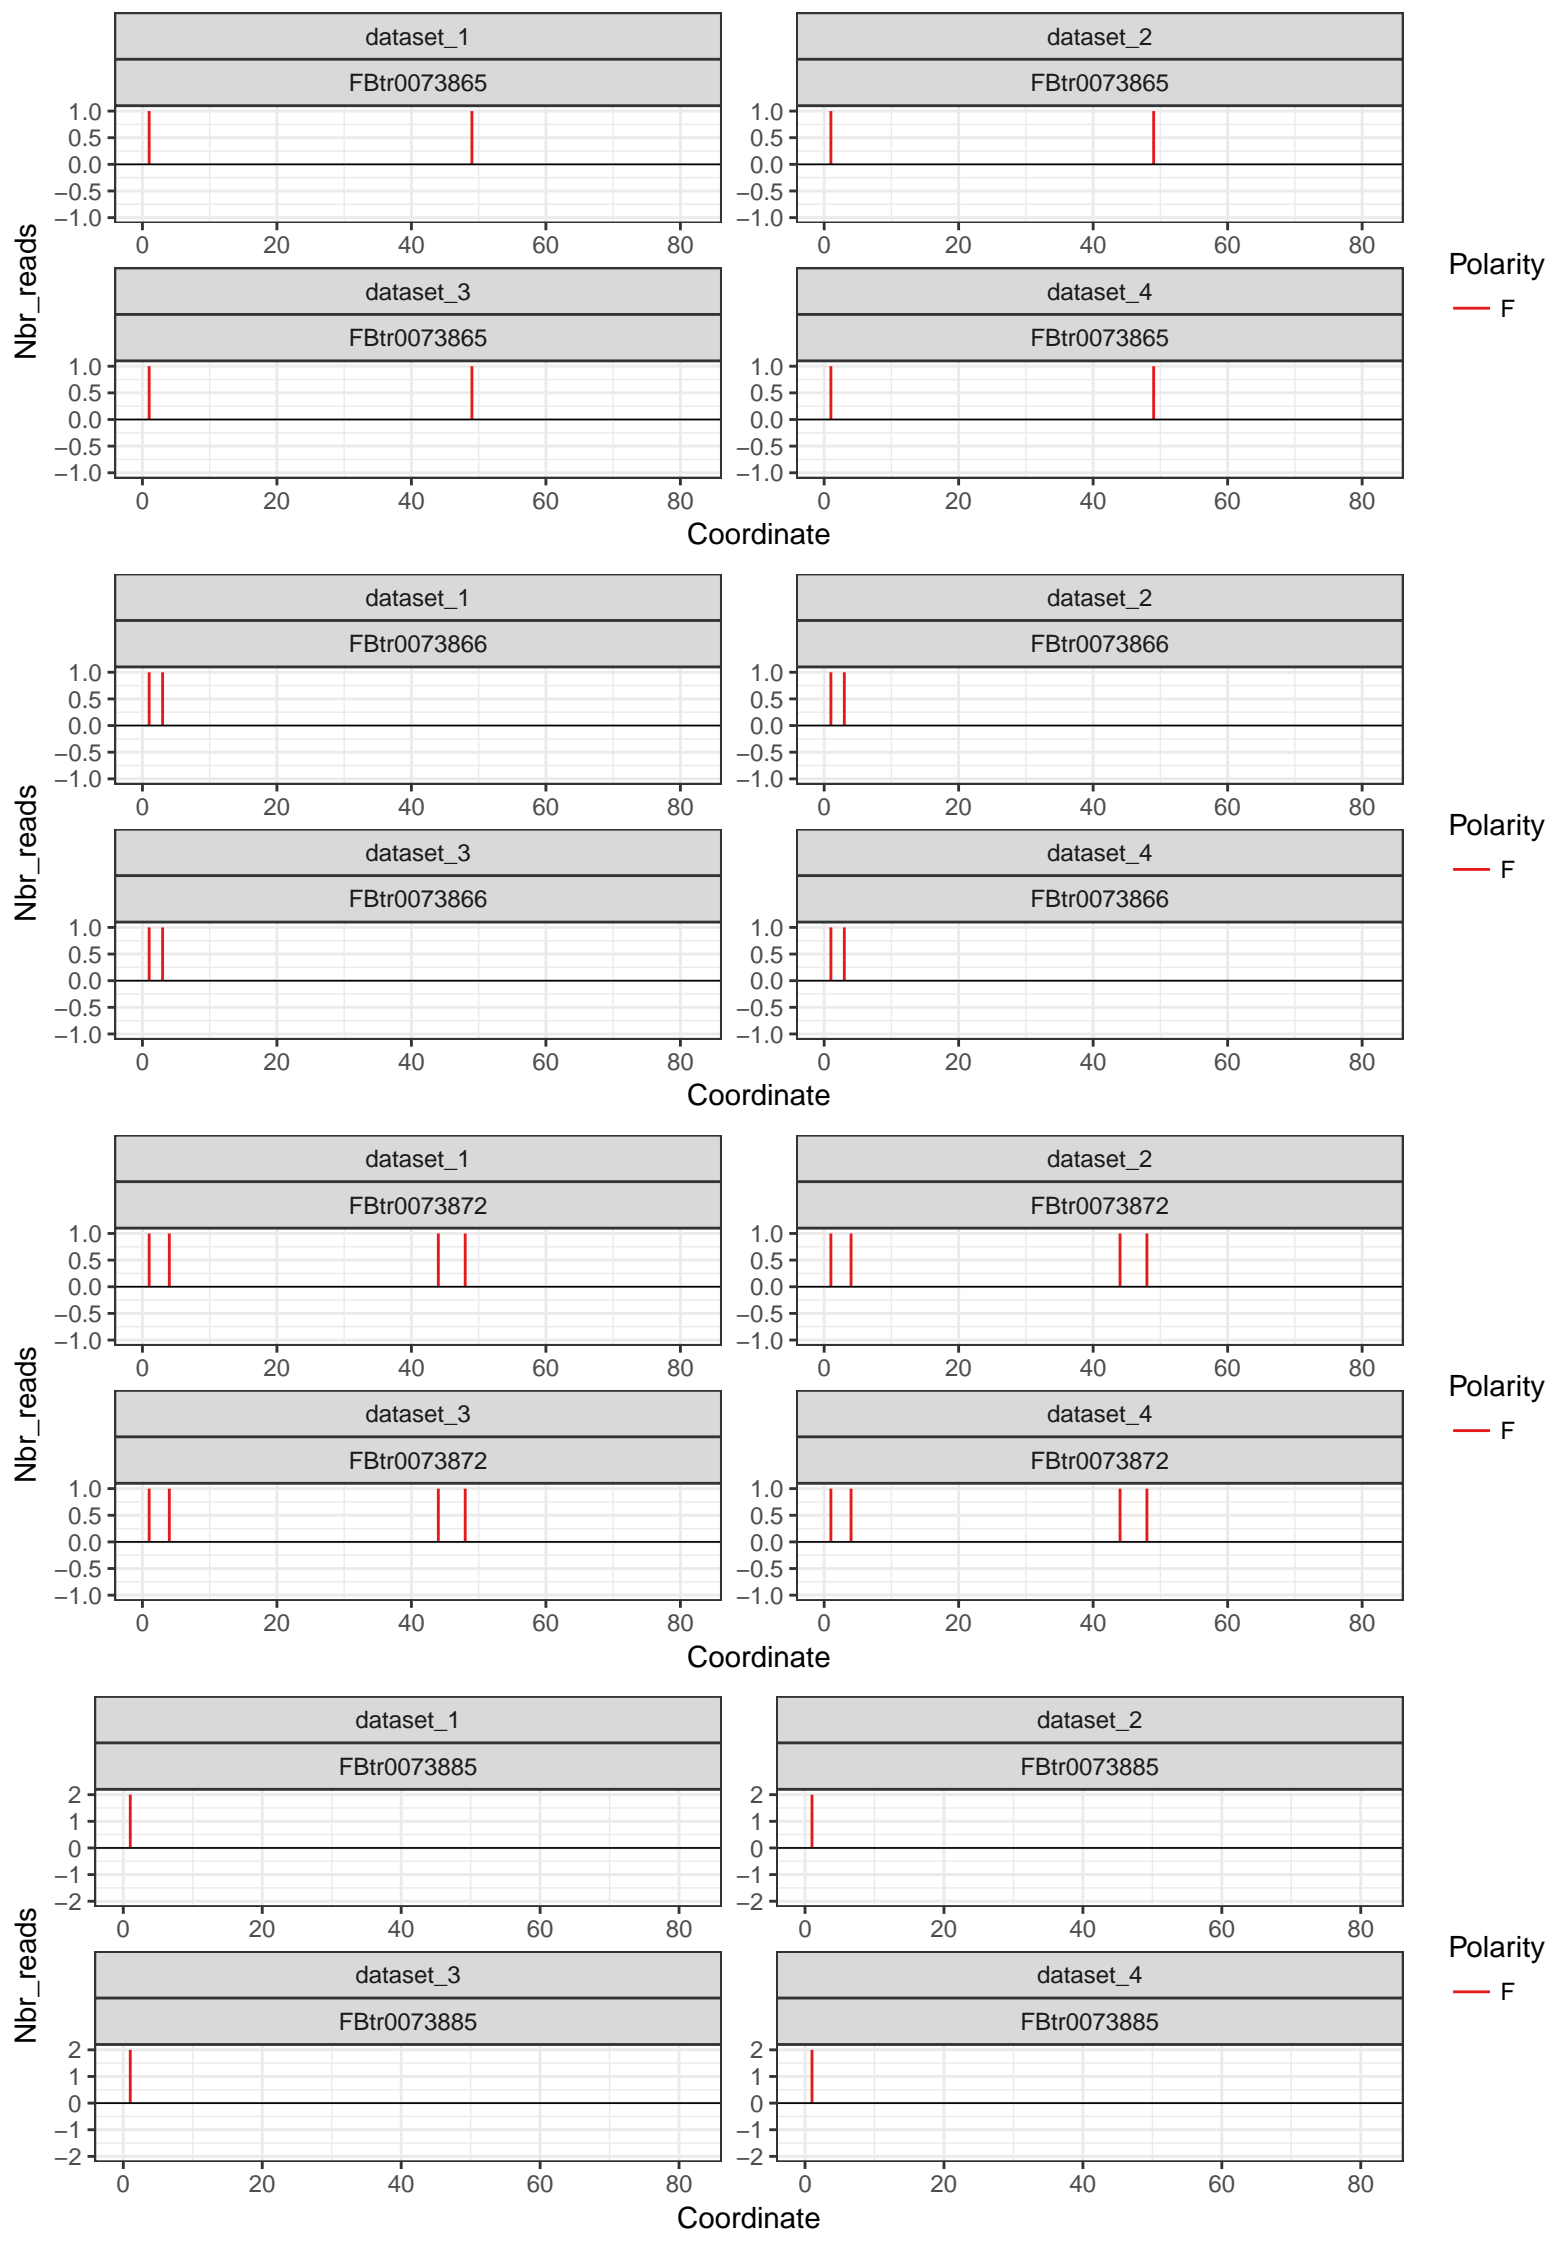 dataset_1 dataset_2
FBtr0073865 FBtr0073865
1.0 1.0
0.5 0.5
0.0 0.0
−0.5 −0.5
−1.0 −1.0
0 20 40 60 80 0 20 40 60 80
Nbr_reads
Polarity
F
dataset_3 dataset_4
FBtr0073865 FBtr0073865
1.0 1.0
0.5 0.5
0.0 0.0
−0.5 −0.5
−1.0 −1.0
0 20 40 60 80 0 20 40 60 80
Coordinate
dataset_1 dataset_2
FBtr0073866 FBtr0073866
1.0 1.0
0.5 0.5
0.0 0.0
−0.5 −0.5
−1.0 −1.0
0 20 40 60 80 0 20 40 60 80
Nbr_reads
Polarity
F
dataset_3 dataset_4
FBtr0073866 FBtr0073866
1.0 1.0
0.5 0.5
0.0 0.0
−0.5 −0.5
−1.0 −1.0
0 20 40 60 80 0 20 40 60 80
Coordinate
dataset_1 dataset_2
FBtr0073872 FBtr0073872
1.0 1.0
0.5 0.5
0.0 0.0
−0.5 −0.5
−1.0 −1.0
0 20 40 60 80 0 20 40 60 80
Nbr_reads
Polarity
F
dataset_3 dataset_4
FBtr0073872 FBtr0073872
1.0 1.0
0.5 0.5
0.0 0.0
−0.5 −0.5
−1.0 −1.0
0 20 40 60 80 0 20 40 60 80
Coordinate
dataset_1 dataset_2
FBtr0073885 FBtr0073885
2 2
1 1
0 0
−1 −1
−2 −2
0 20 40 60 80 0 20 40 60 80
Nbr_reads
Polarity
F
dataset_3 dataset_4
FBtr0073885 FBtr0073885
2 2
1 1
0 0
−1 −1
−2 −2
0 20 40 60 80 0 20 40 60 80
Coordinate